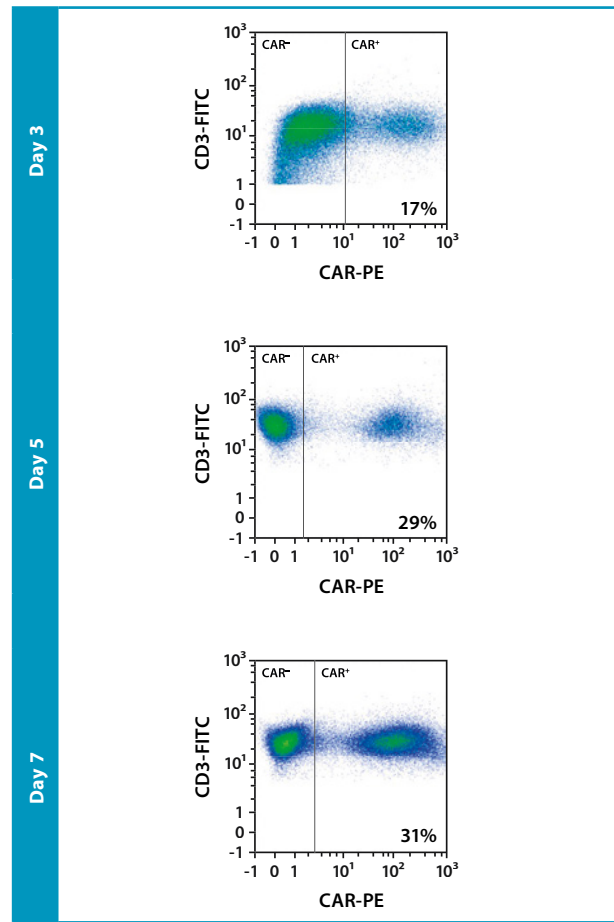 Day 3
CD3-FITC
10³
10²
10¹
1
0
-1
CAR⁻ CAR⁺
17%
-1 0 1 10¹ 10² 10³
CAR-PE
Day 5
CD3-FITC
10³
10²
10¹
1
0
-1
CAR⁻ CAR⁺
29%
-1 0 1 10¹ 10² 10³
CAR-PE
Day 7
CD3-FITC
10³
10²
10¹
1
0
-1
CAR⁻ CAR⁺
31%
-1 0 1 10¹ 10² 10³
CAR-PE